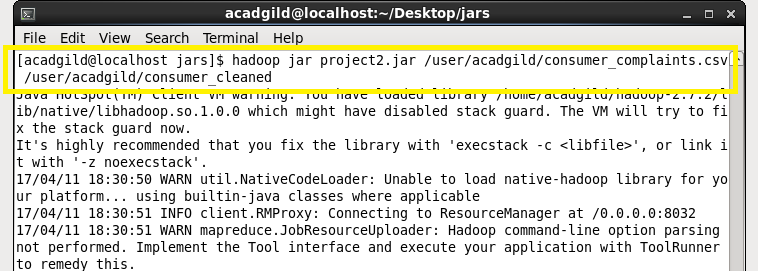 acadgild@localhost:~/Desktop/jars
File Edit View Search Terminal Help
[acadgild@localhost jars]$ hadoop jar project2.jar /user/acadgild/consumer_complaints.csv
/user/acadgild/consumer_cleaned
Java HotSpot(TM) Client VM warning: You have loaded library /home/acadgild/hadoop-2.7.2/l
ib/native/libhadoop.so.1.0.0 which might have disabled stack guard. The VM will try to fi
x the stack guard now.
It's highly recommended that you fix the library with 'execstack -c <libfile>', or link i
t with '-z noexecstack'.
17/04/11 18:30:50 WARN util.NativeCodeLoader: Unable to load native-hadoop library for yo
ur platform... using builtin-java classes where applicable
17/04/11 18:30:51 INFO client.RMProxy: Connecting to ResourceManager at /0.0.0.0:8032
17/04/11 18:30:51 WARN mapreduce.JobResourceUploader: Hadoop command-line option parsing
not performed. Implement the Tool interface and execute your application with ToolRunner
to remedy this.